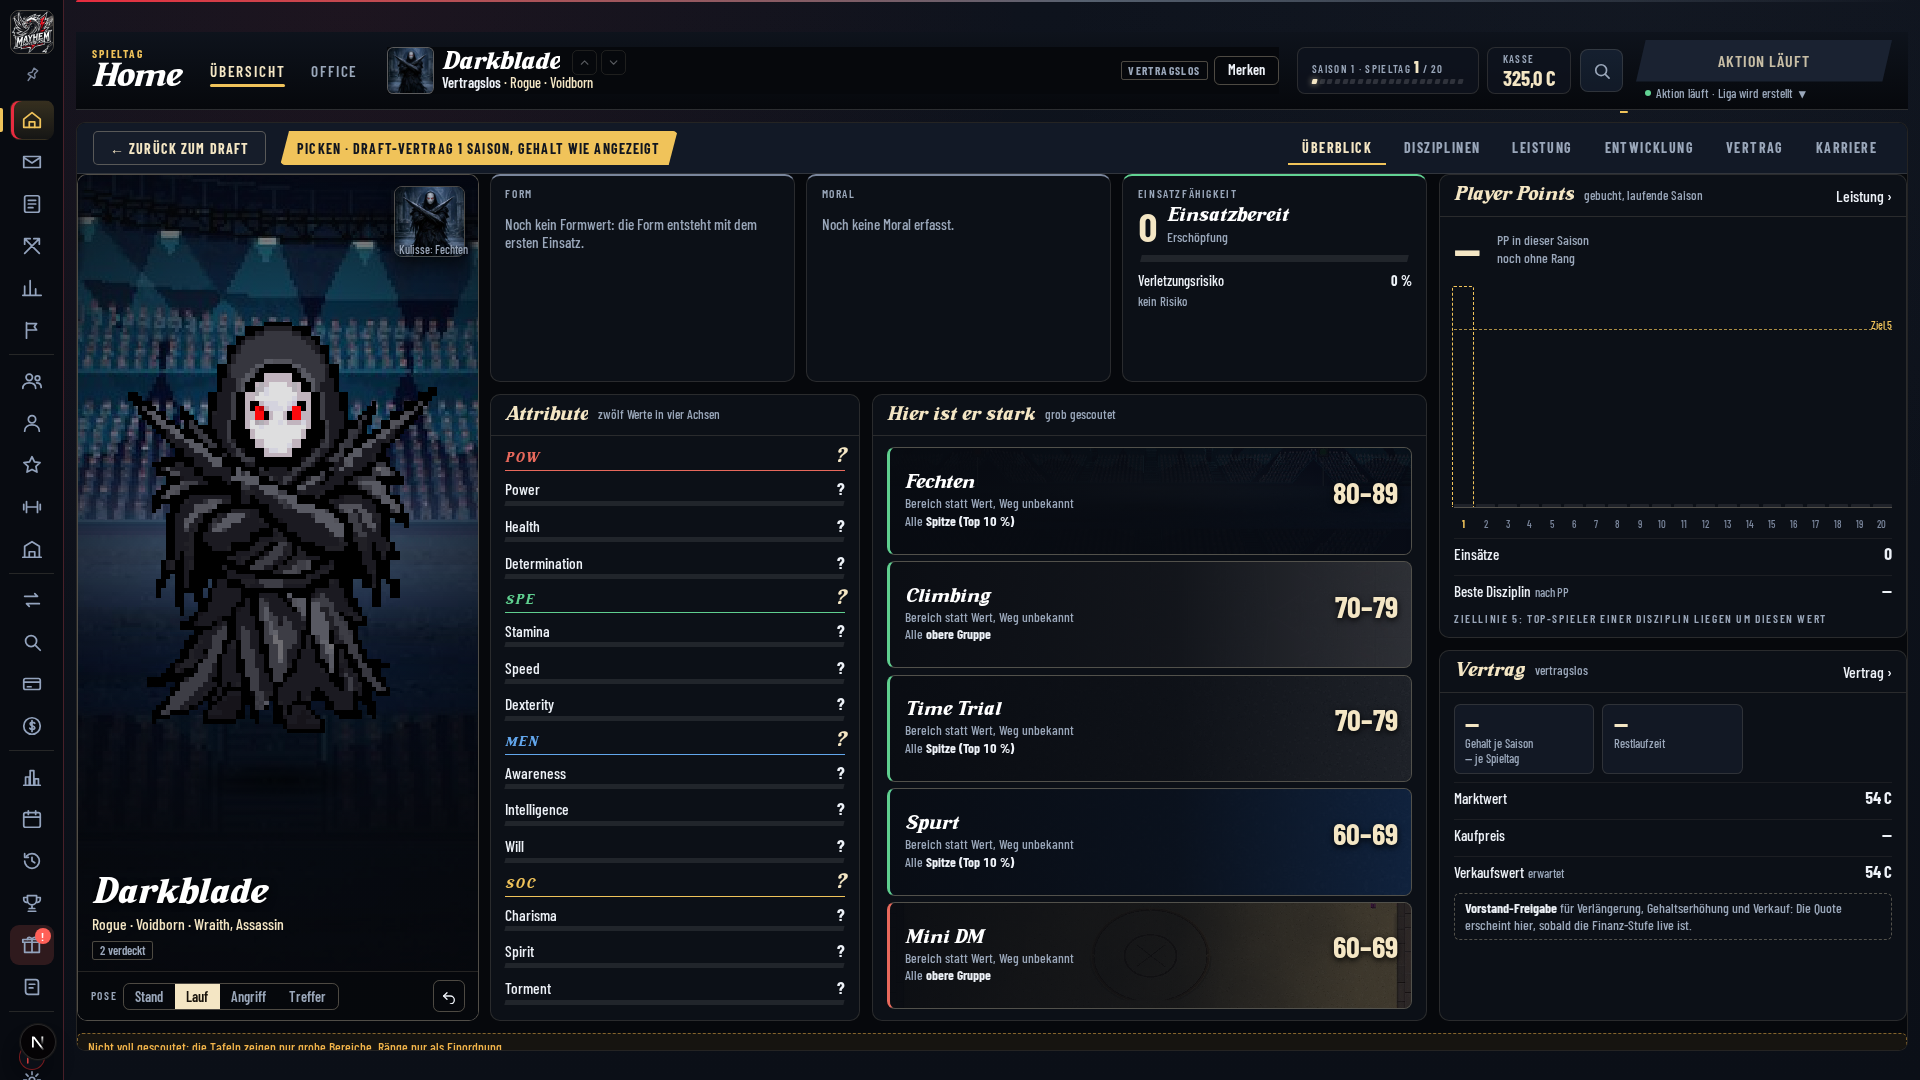 MAYHEM
SPIELTAG
Home
ÜBERSICHT
OFFICE
Darkblade
Vertragslos · Rogue · Voidborn
VERTRAGSLOS
Merken
SAISON 1 · SPIELTAG 1 / 20
KASSE
325,0 C
AKTION LÄUFT
Aktion läuft · Liga wird erstellt ▼
← ZURÜCK ZUM DRAFT
PICKEN · DRAFT-VERTRAG 1 SAISON, GEHALT WIE ANGEZEIGT
ÜBERBLICK
DISZIPLINEN
LEISTUNG
ENTWICKLUNG
VERTRAG
KARRIERE
Kulisse: Fechten
Darkblade
Rogue · Voidborn · Wraith, Assassin
2 verdeckt
POSE
Stand
Lauf
Angriff
Treffer
FORM
Noch kein Formwert: die Form entsteht mit dem
ersten Einsatz.
MORAL
Noch keine Moral erfasst.
EINSATZFÄHIGKEIT
0 Einsatzbereit
Erschöpfung
Verletzungsrisiko 0 %
kein Risiko
Attribute zwölf Werte in vier Achsen
POW ?
Power ?
Health ?
Determination ?
SPE ?
Stamina ?
Speed ?
Dexterity ?
MEN ?
Awareness ?
Intelligence ?
Will ?
SOC ?
Charisma ?
Spirit ?
Torment ?
Hier ist er stark grob gescoutet
Fechten
Bereich statt Wert, Weg unbekannt
Alle Spitze (Top 10 %)
80–89
Climbing
Bereich statt Wert, Weg unbekannt
Alle obere Gruppe
70–79
Time Trial
Bereich statt Wert, Weg unbekannt
Alle Spitze (Top 10 %)
70–79
Spurt
Bereich statt Wert, Weg unbekannt
Alle Spitze (Top 10 %)
60–69
Mini DM
Bereich statt Wert, Weg unbekannt
Alle obere Gruppe
60–69
Player Points gebucht, laufende Saison
Leistung ›
— PP in dieser Saison
noch ohne Rang
Ziel 5
1 2 3 4 5 6 7 8 9 10 11 12 13 14 15 16 17 18 19 20
Einsätze 0
Beste Disziplin nach PP –
ZIELLINIE 5: TOP-SPIELER EINER DISZIPLIN LIEGEN UM DIESEN WERT
Vertrag vertragslos
Vertrag ›
–
Gehalt je Saison
– je Spieltag
–
Restlaufzeit
Marktwert 54 C
Kaufpreis –
Verkaufswert erwartet 54 C
Vorstand-Freigabe für Verlängerung, Gehaltserhöhung und Verkauf: Die Quote
erscheint hier, sobald die Finanz-Stufe live ist.
!
N
Nicht voll gescoutet: die Tafeln zeigen nur grobe Bereiche, Ränge nur als Einordnung.